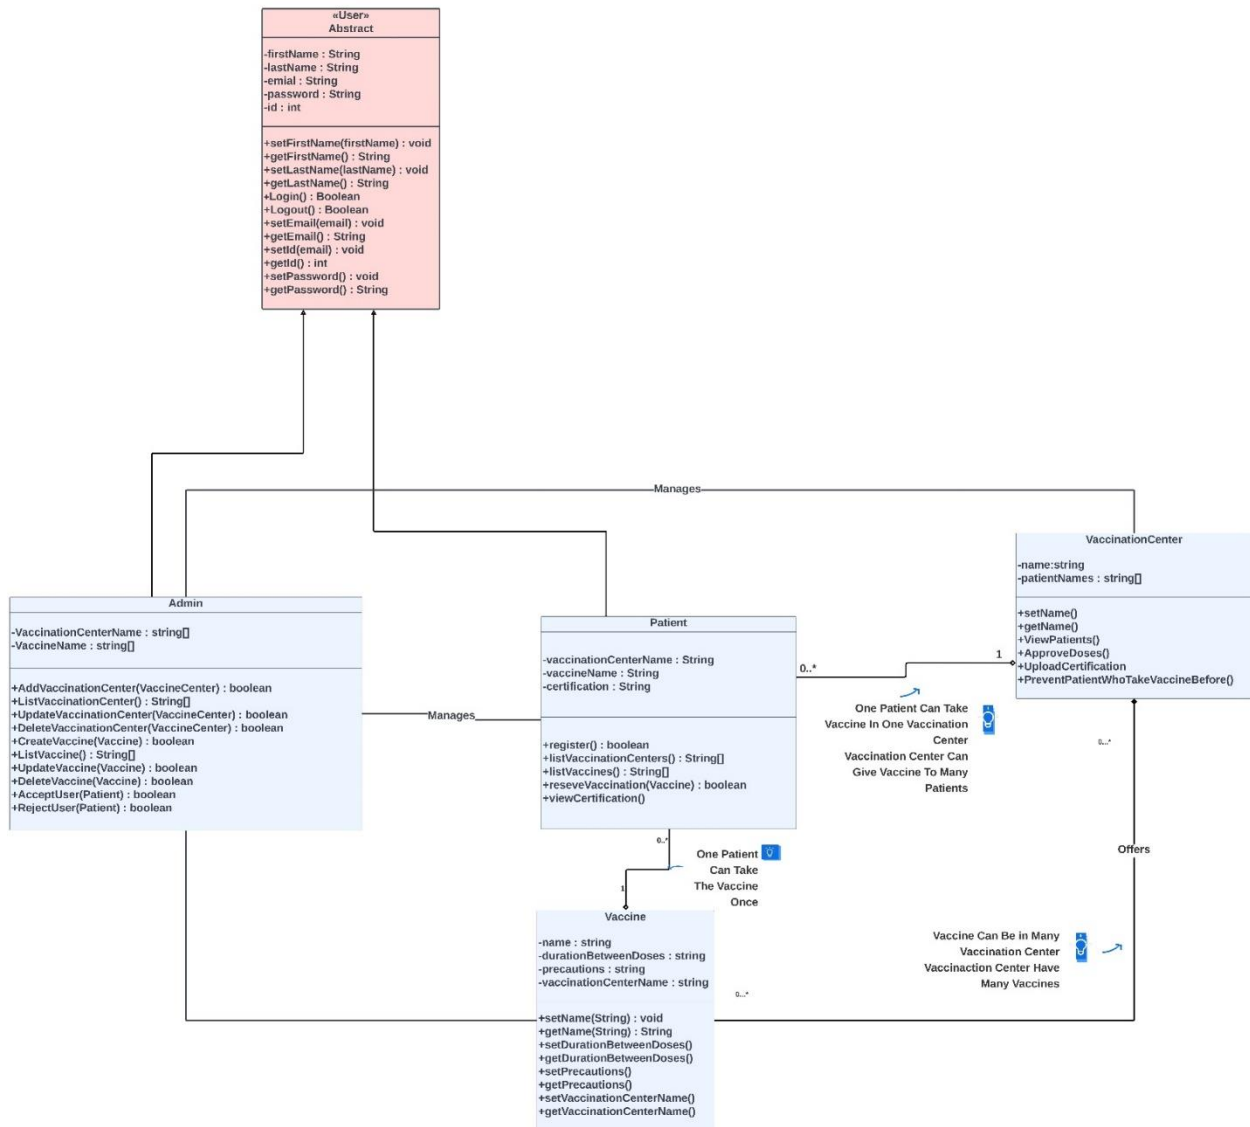 «User»
Abstract
-firstName : String
-lastName : String
-emial : String
-password : String
-id : int
+setFirstName(firstName) : void
+getFirstName() : String
+setLastName(lastName) : void
+getLastName() : String
+Login() : Boolean
+Logout() : Boolean
+setEmail(email) : void
+getEmail() : String
+setId(email) : void
+getId() : int
+setPassword() : void
+getPassword() : String
Manages
VaccinationCenter
-name:string
-patientNames : string[]
+setName()
+getName()
+ViewPatients()
+ApproveDoses()
+UploadCertification
+PreventPatientWhoTakeVaccineBefore()
Admin
-VaccinationCenterName : string[]
-VaccineName : string[]
+AddVaccinationCenter(VaccineCenter) : boolean
+ListVaccinationCenter() : String[]
+UpdateVaccinationCenter(VaccineCenter) : boolean
+DeleteVaccinationCenter(VaccineCenter) : boolean
+CreateVaccine(Vaccine) : boolean
+ListVaccine() : String[]
+UpdateVaccine(Vaccine) : boolean
+DeleteVaccine(Vaccine) : boolean
+AcceptUser(Patient) : boolean
+RejectUser(Patient) : boolean
Manages
Patient
-vaccinationCenterName : String
-vaccineName : String
-certification : String
+register() : boolean
+listVaccinationCenters() : String[]
+listVaccines() : String[]
+reseveVaccination(Vaccine) : boolean
+viewCertification()
0..*
1
One Patient Can Take
Vaccine In One Vaccination
Center
Vaccination Center Can
Give Vaccine To Many
Patients
0...*
Offers
0..*
One Patient
Can Take
The Vaccine
Once
1
Vaccine
-name : string
-durationBetweenDoses : string
-precautions : string
-vaccinationCenterName : string
+setName(String) : void
+getName(String) : String
+setDurationBetweenDoses()
+getDurationBetweenDoses()
+setPrecautions()
+getPrecautions()
+setVaccinationCenterName()
+getVaccinationCenterName()
0...*
Vaccine Can Be in Many
Vaccination Center
Vaccinaction Center Have
Many Vaccines